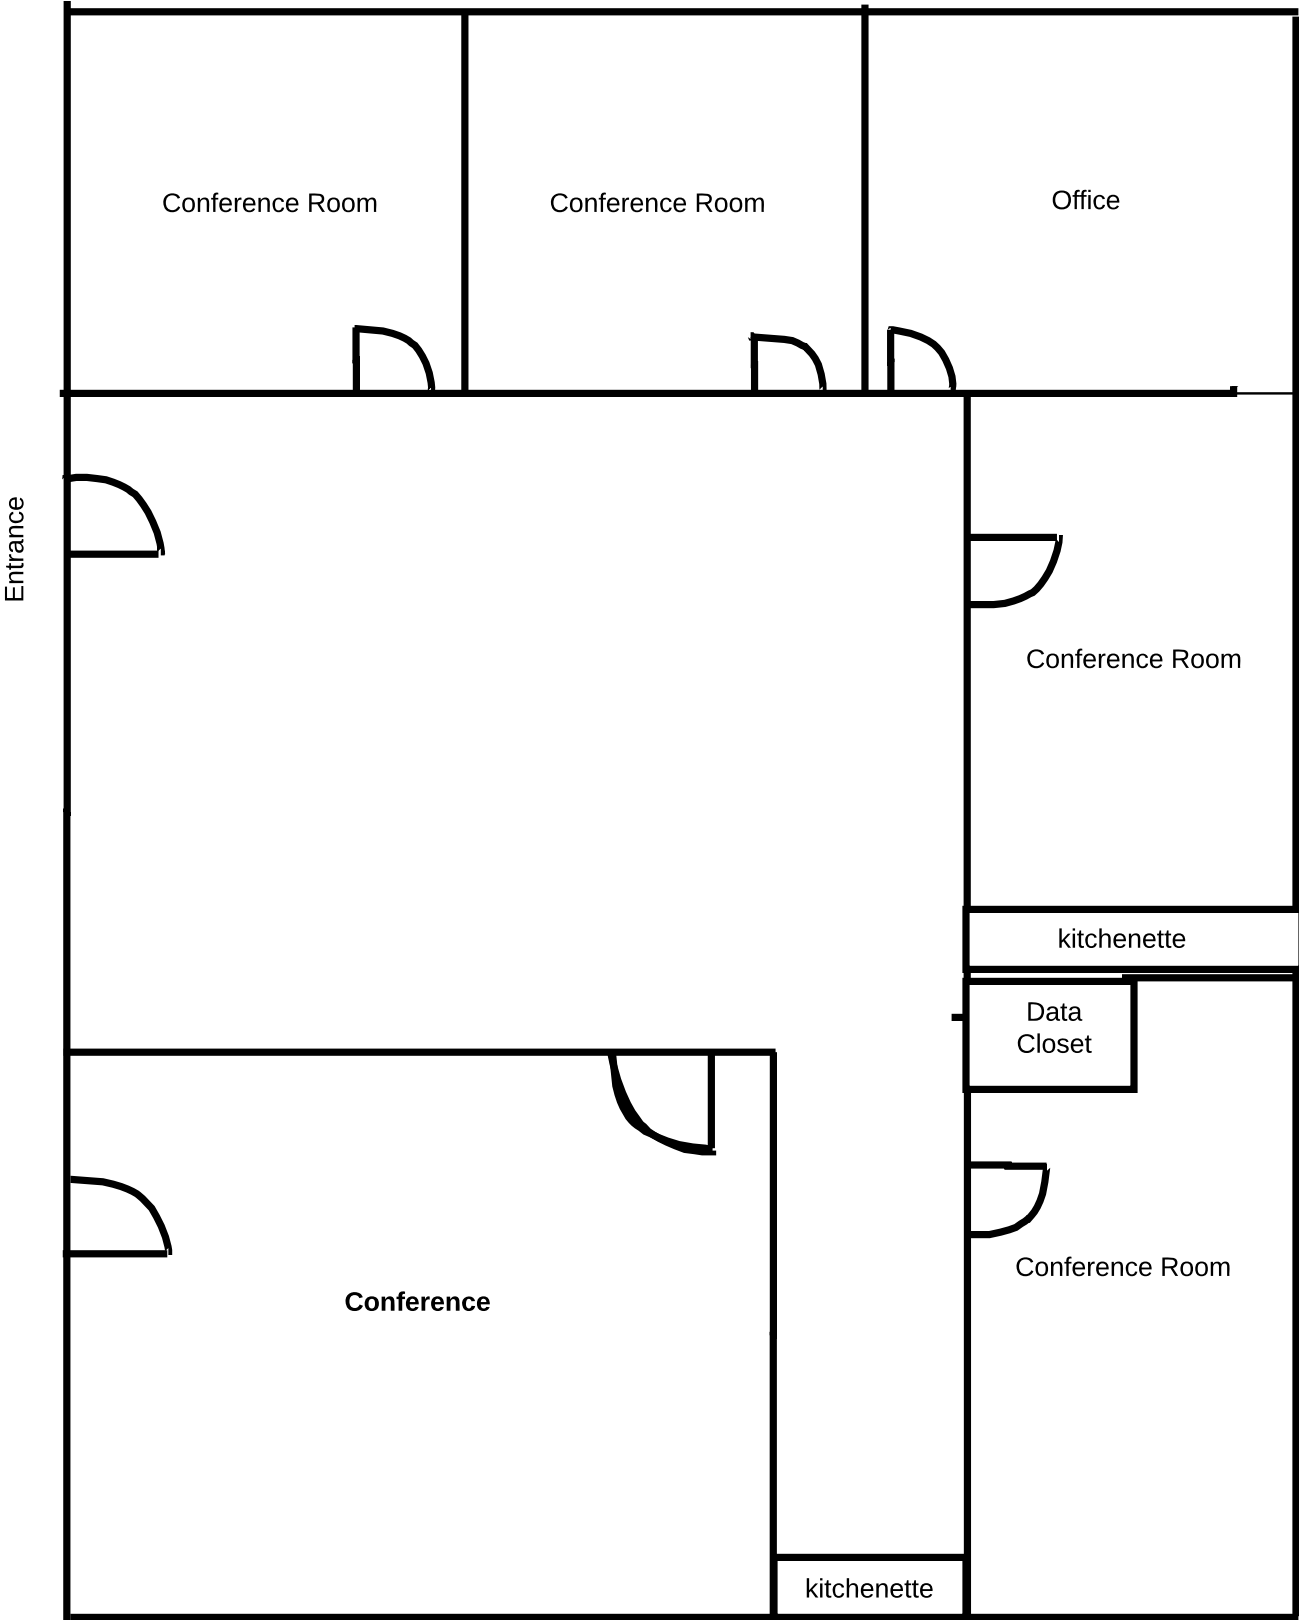 Conference Room
Conference Room
Office
Entrance
Conference Room
kitchenette
Data
Closet
Conference Room
Conference
kitchenette